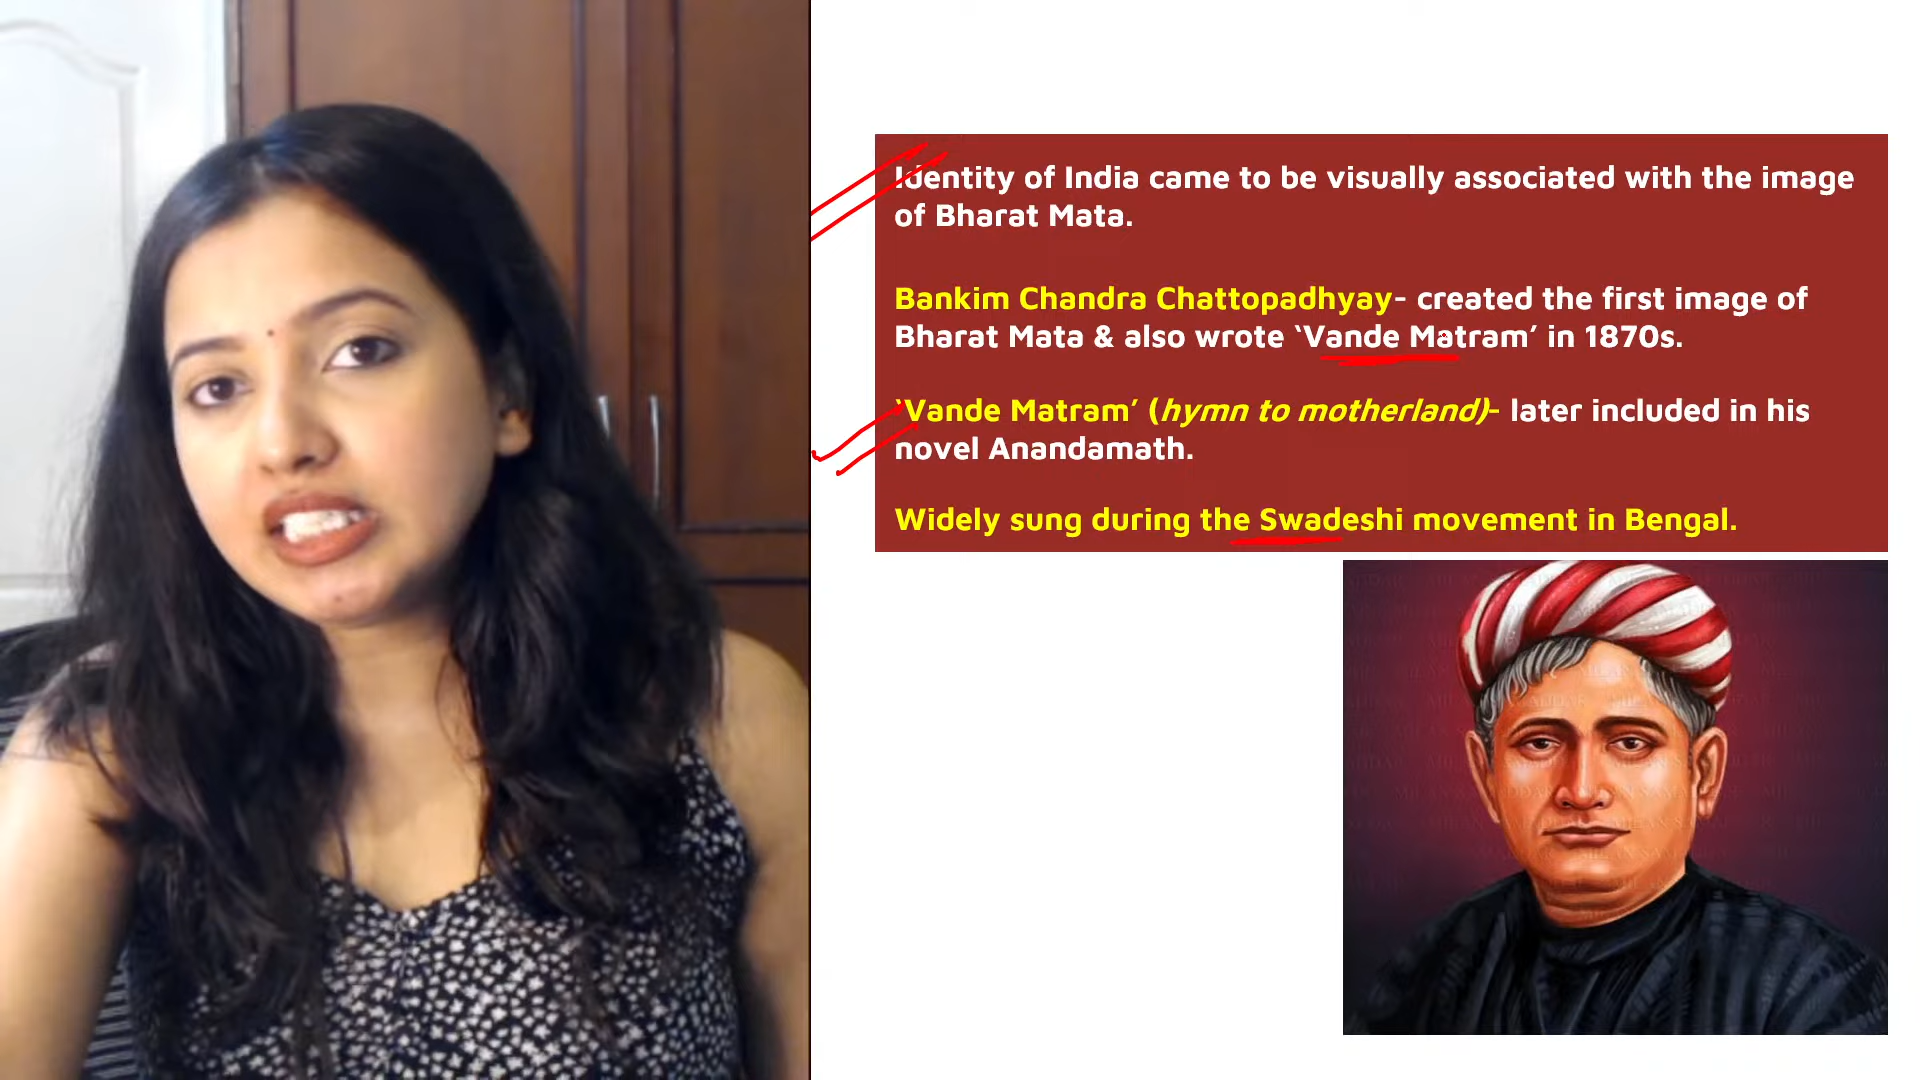 Identity of India came to be visually associated with the image
of Bharat Mata.
Bankim Chandra Chattopadhyay- created the first image of
Bharat Mata & also wrote ‘Vande Matram’ in 1870s.
‘Vande Matram’ (hymn to motherland)- later included in his
novel Anandamath.
Widely sung during the Swadeshi movement in Bengal.